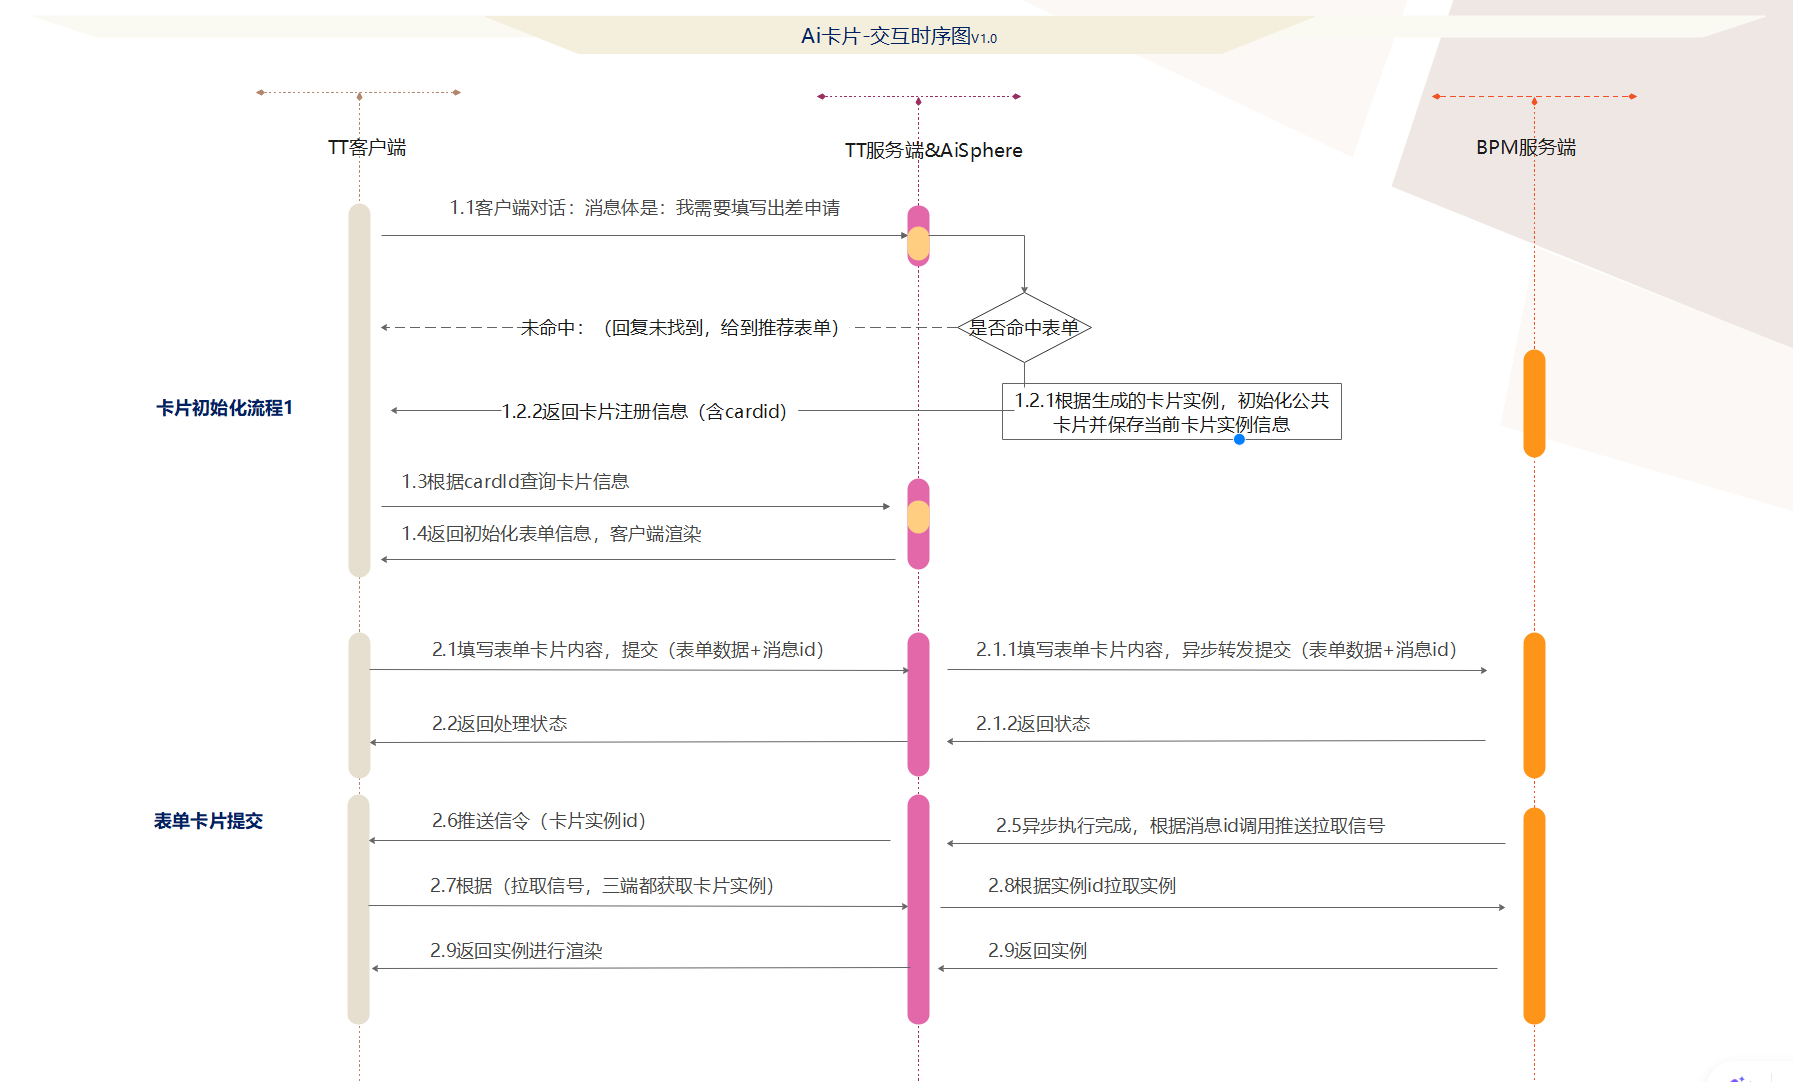 Ai卡片-交互时序图V1.0
TT客户端
TT服务端&AiSphere
BPM服务端
1.1客户端对话：消息体是：我需要填写出差申请
未命中：（回复未找到，给到推荐表单）
是否命中表单
卡片初始化流程1
1.2.2返回卡片注册信息（含cardid）
1.2.1根据生成的卡片实例，初始化公共
卡片并保存当前卡片实例信息
1.3根据cardId查询卡片信息
1.4返回初始化表单信息，客户端渲染
2.1填写表单卡片内容，提交（表单数据+消息id）
2.1.1填写表单卡片内容，异步转发提交（表单数据+消息id）
2.2返回处理状态
2.1.2返回状态
表单卡片提交
2.6推送信令（卡片实例id）
2.5异步执行完成，根据消息id调用推送拉取信号
2.7根据（拉取信号，三端都获取卡片实例）
2.8根据实例id拉取实例
2.9返回实例进行渲染
2.9返回实例